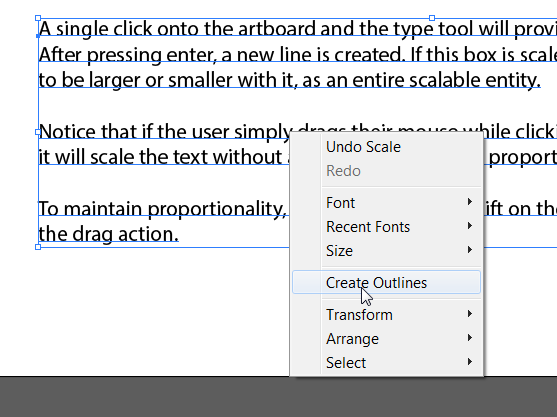 A single click onto the artboard and the type tool will provi
After pressing enter, a new line is created. If this box is scale
to be larger or smaller with it, as an entire scalable entity.
Notice that if the user simply drags their mouse while click
it will scale the text without proport
To maintain proportionality, ift on the
the drag action.
Undo Scale
Redo
Font
Recent Fonts
Size
Create Outlines
Transform
Arrange
Select